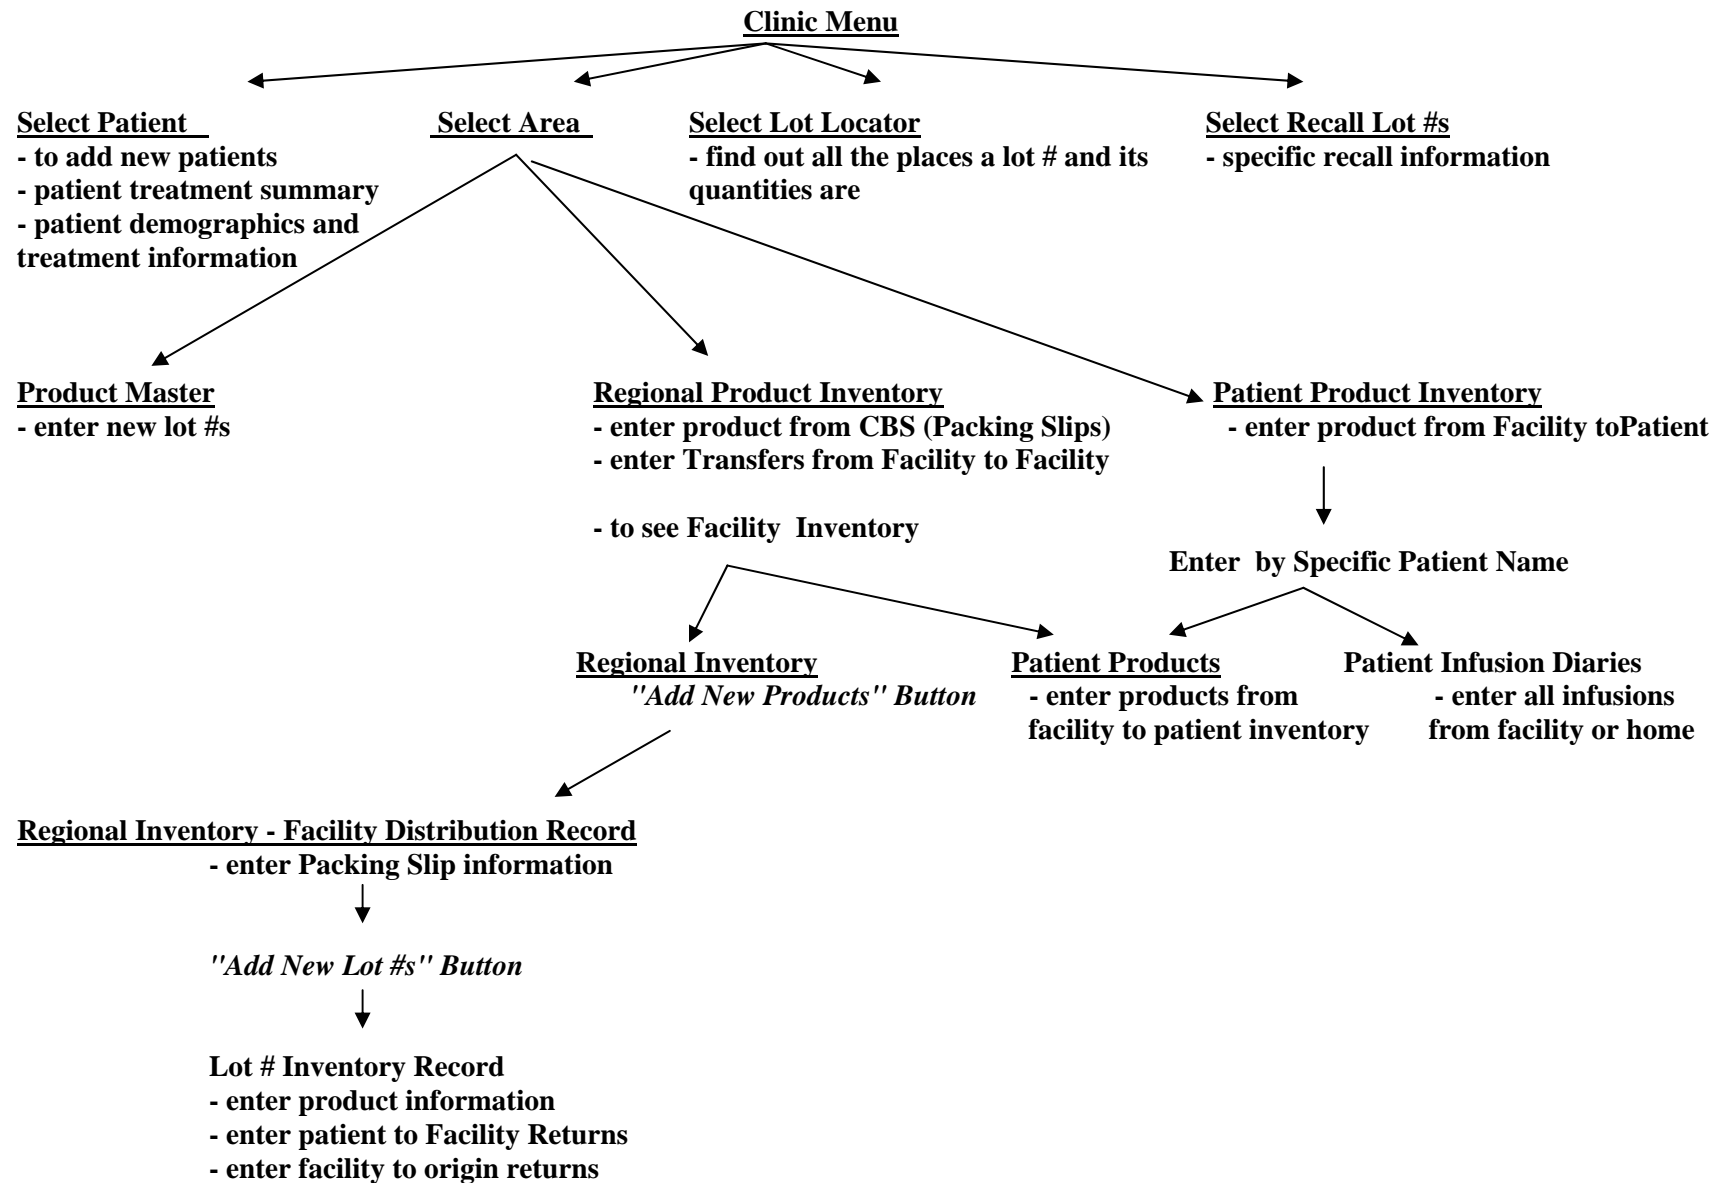 Clinic Menu
Select Patient
- to add new patients
- patient treatment summary
- patient demographics and
treatment information
Select Area
Select Lot Locator
- find out all the places a lot # and its
quantities are
Select Recall Lot #s
- specific recall information
Product Master
- enter new lot #s
Regional Product Inventory
- enter product from CBS (Packing Slips)
- enter Transfers from Facility to Facility
- to see Facility  Inventory
Patient Product Inventory
- enter product from Facility toPatient
Enter  by Specific Patient Name
Regional Inventory
"Add New Products" Button
Patient Products
- enter products from
facility to patient inventory
Patient Infusion Diaries
- enter all infusions
from facility or home
Regional Inventory - Facility Distribution Record
- enter Packing Slip information
"Add New Lot #s" Button
Lot # Inventory Record
- enter product information
- enter patient to Facility Returns
- enter facility to origin returns